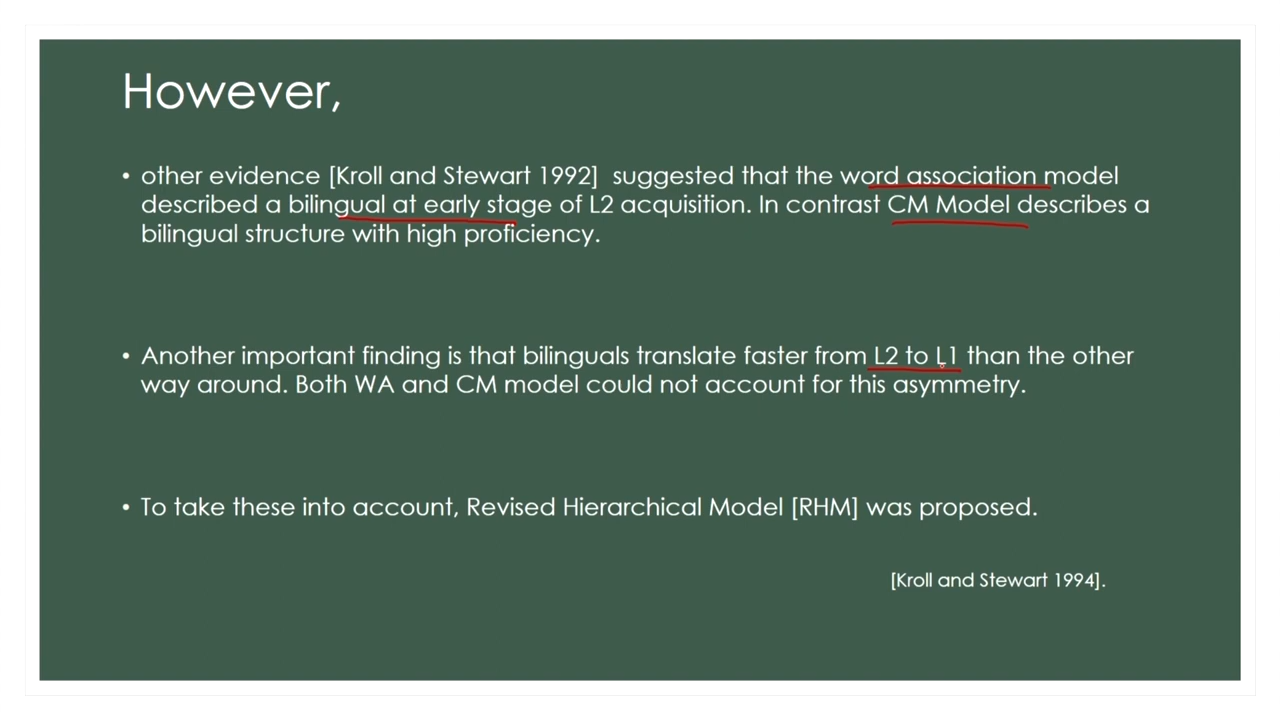 However,
• other evidence [Kroll and Stewart 1992] suggested that the word association model
described a bilingual at early stage of L2 acquisition. In contrast CM Model describes a
bilingual structure with high proficiency.
• Another important finding is that bilinguals translate faster from L2 to L1 than the other
way around. Both WA and CM model could not account for this asymmetry.
• To take these into account, Revised Hierarchical Model [RHM] was proposed.
[Kroll and Stewart 1994].